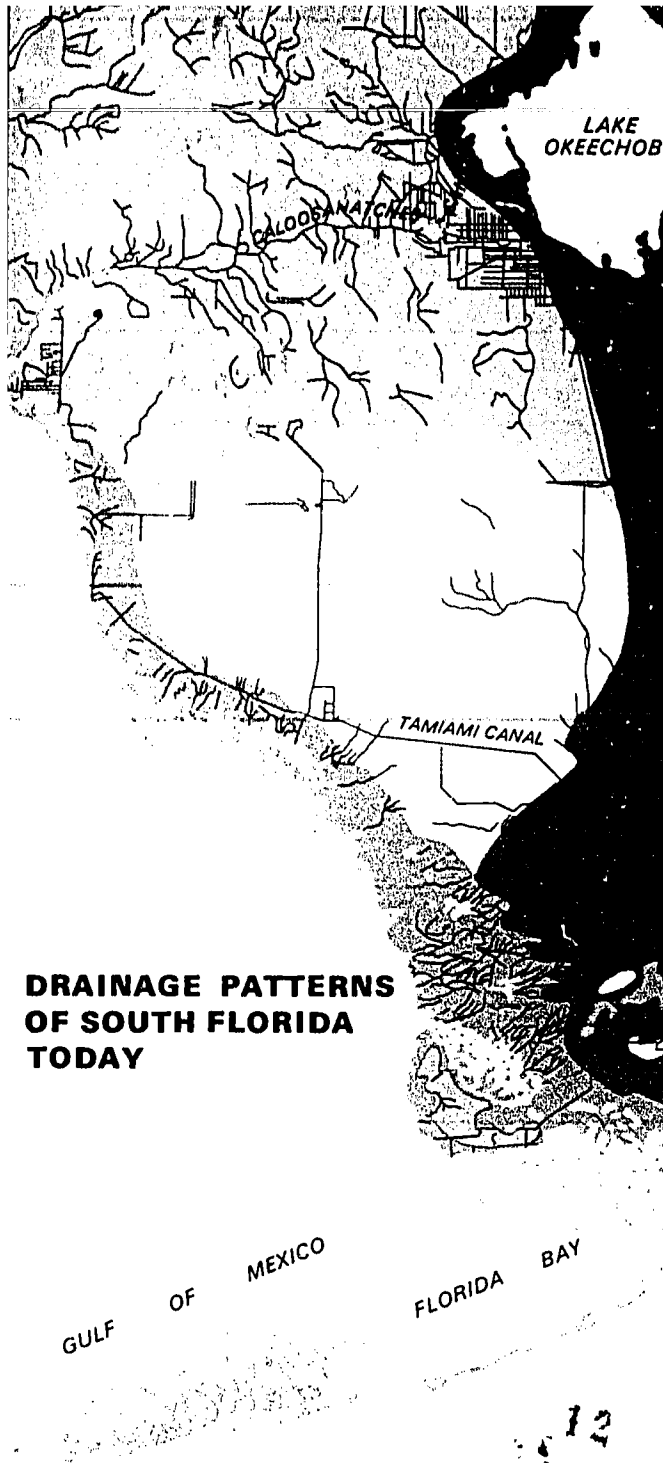 LAKE
OKEECHOB
CALOOSAHATCHEE
TAMIAMI CANAL
DRAINAGE PATTERNS
OF SOUTH FLORIDA
TODAY
GULF OF MEXICO
FLORIDA BAY
12